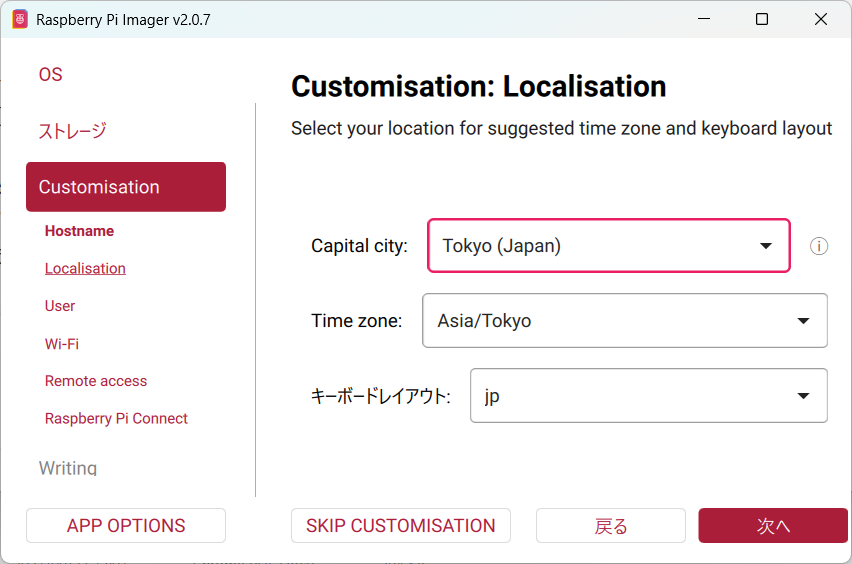 Raspberry Pi Imager v2.0.7
OS
ストレージ
Customisation
Hostname
Localisation
User
Wi-Fi
Remote access
Raspberry Pi Connect
Writing
APP OPTIONS
Customisation: Localisation
Select your location for suggested time zone and keyboard layout
Capital city: Tokyo (Japan)
Time zone: Asia/Tokyo
キーボードレイアウト: jp
SKIP CUSTOMISATION
戻る
次へ